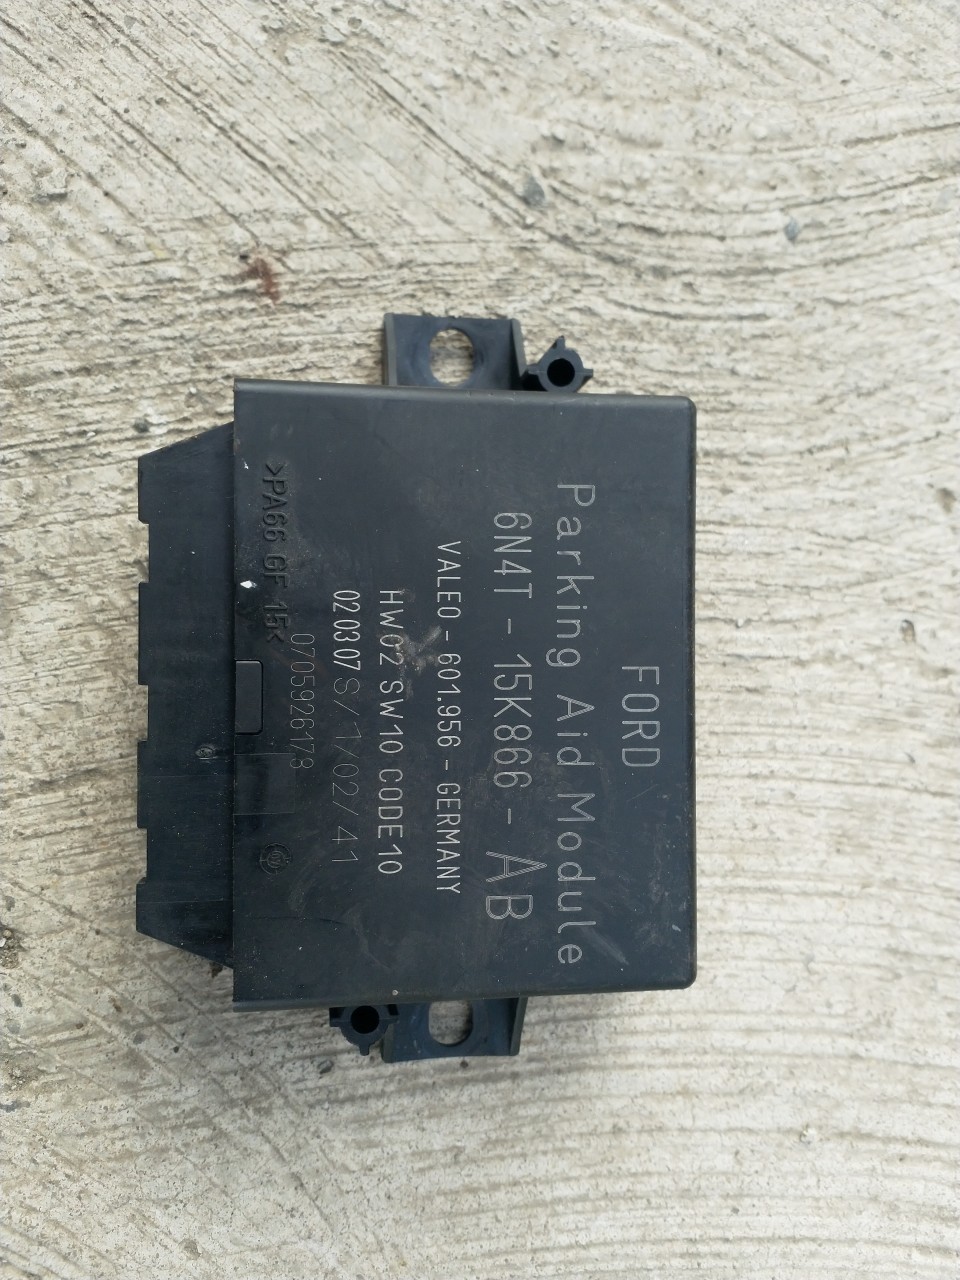 FORD
Parking Aid Module
6N4T - 15K866 - AB
VALEO - 601.956 - GERMANY
HW02 SW10 CODE10
020307 S/1/02/41
0705926178
>PA66 GF 15<